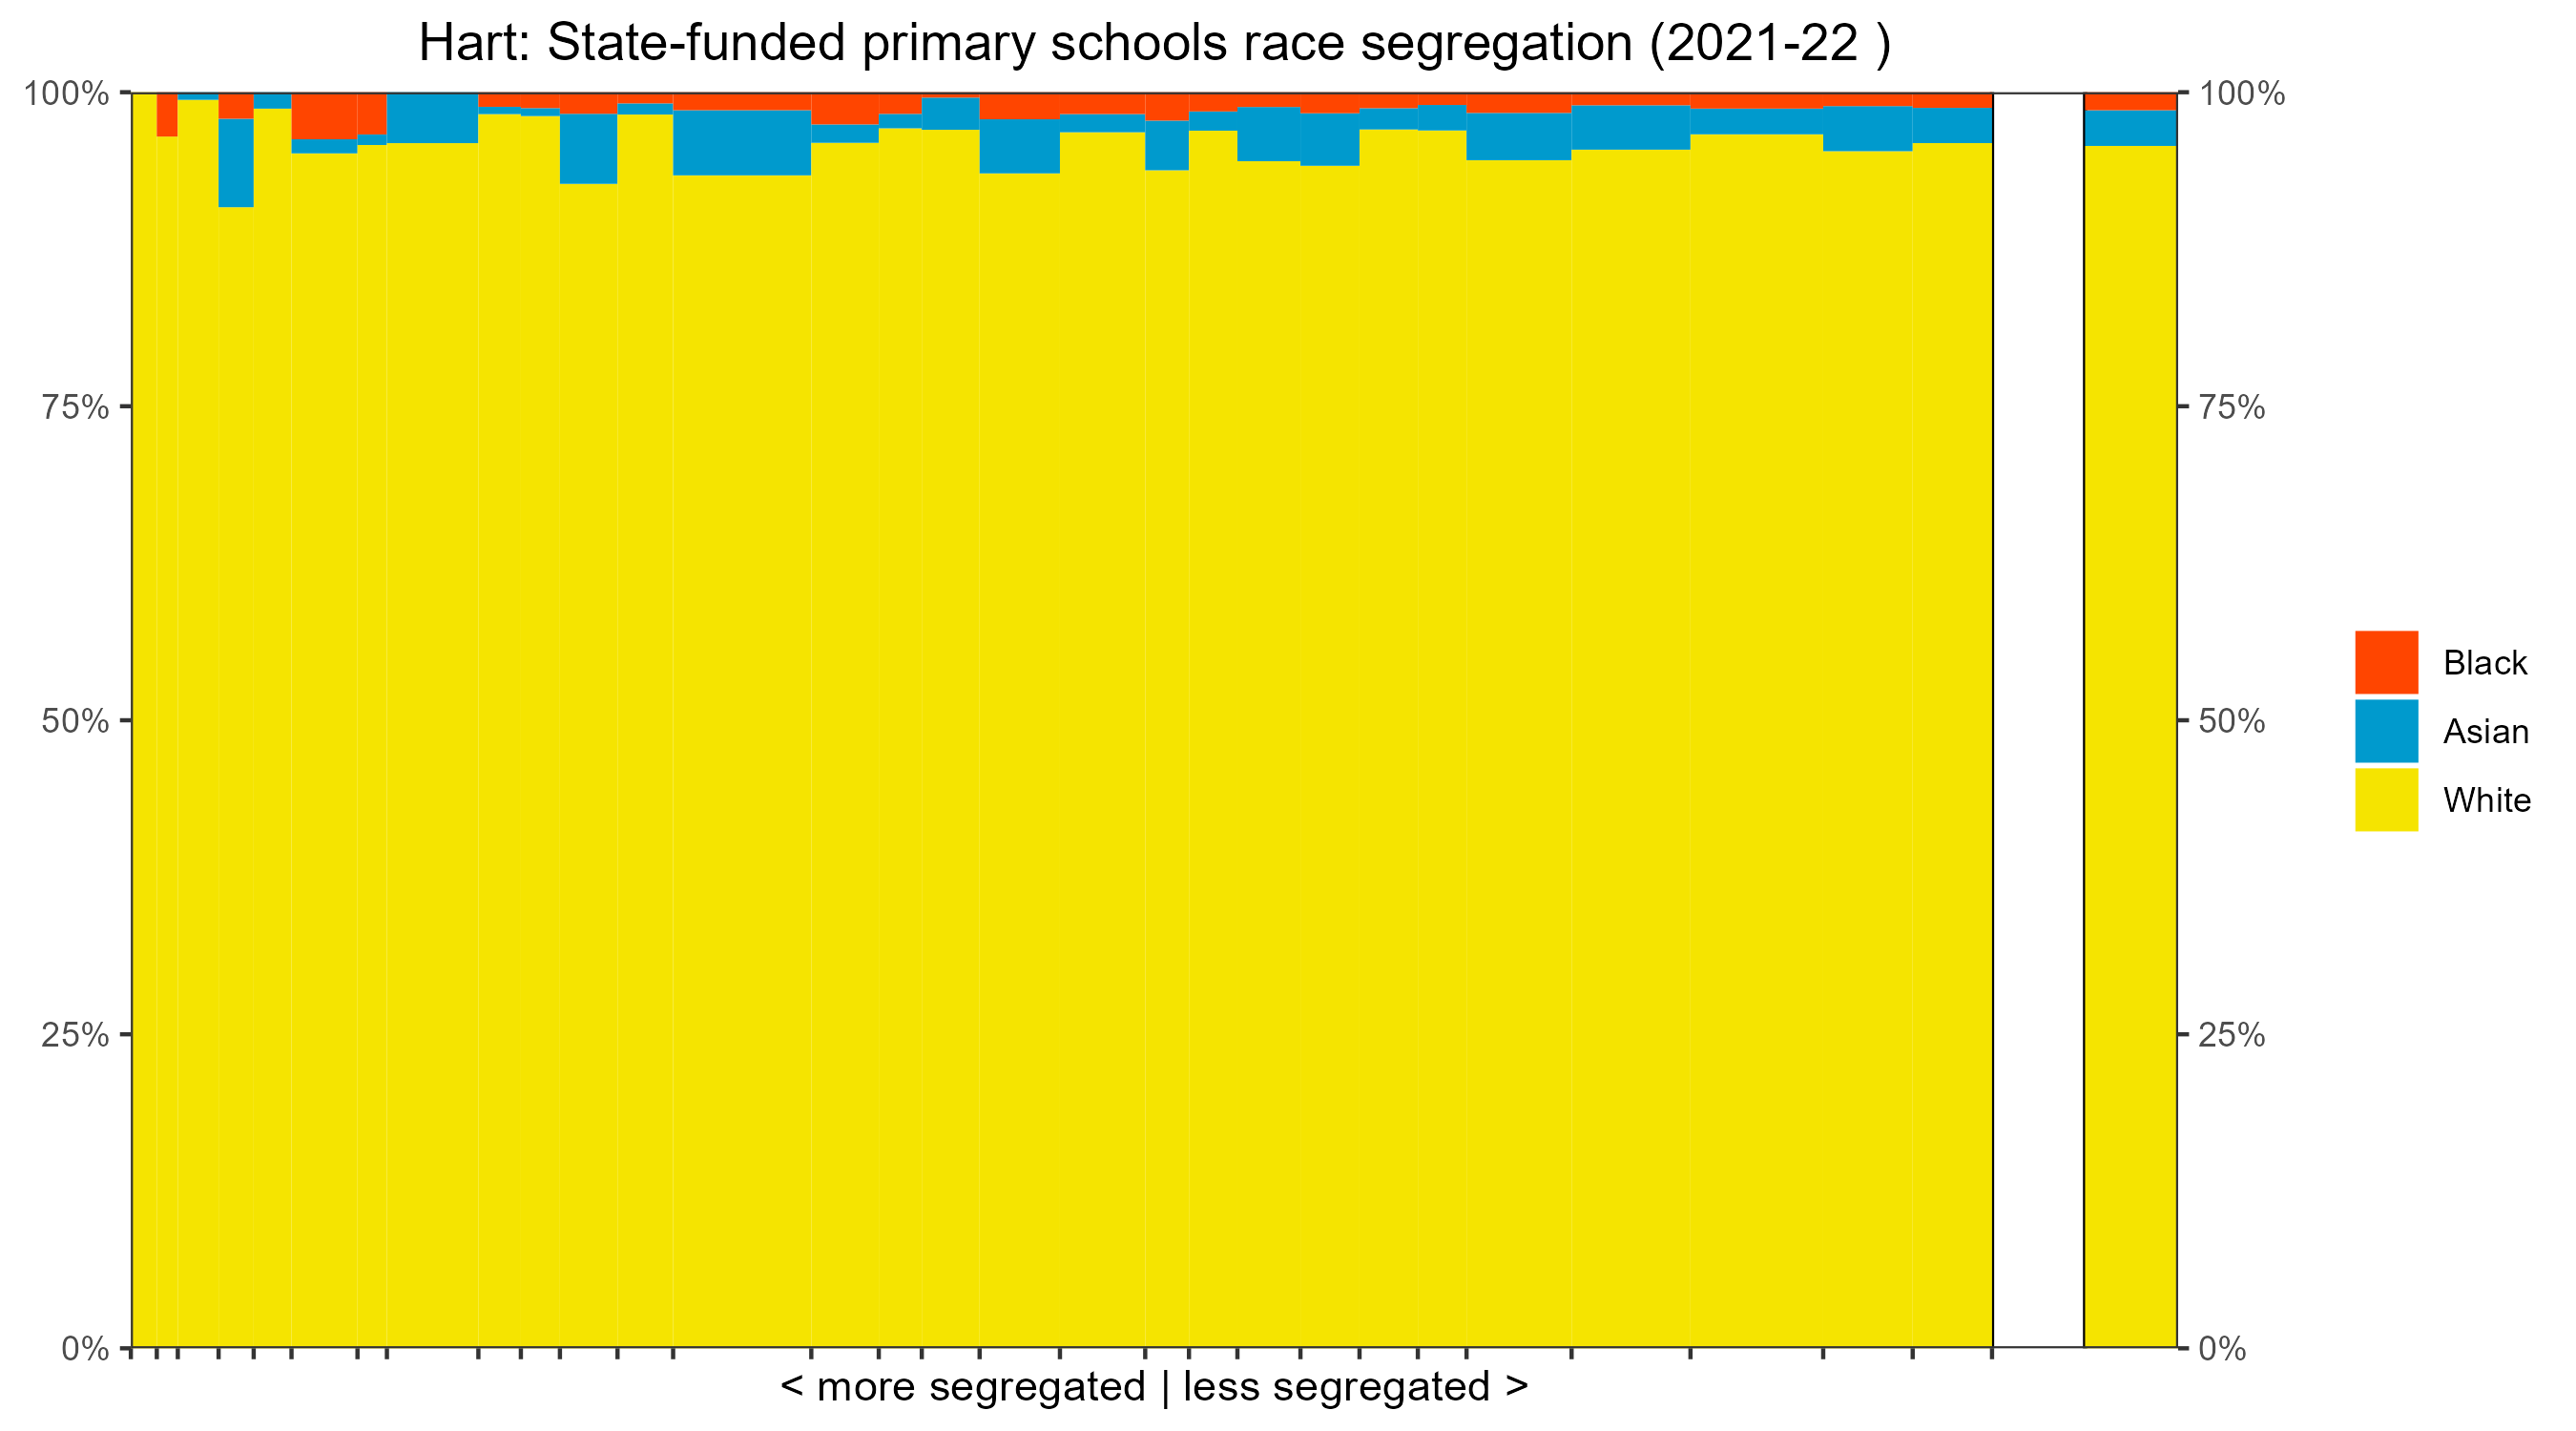 Hart: State-funded primary schools race segregation (2021-22 )
100%
75%
50%
25%
0%
100%
75%
50%
25%
0%
Black
Asian
White
< more segregated | less segregated >